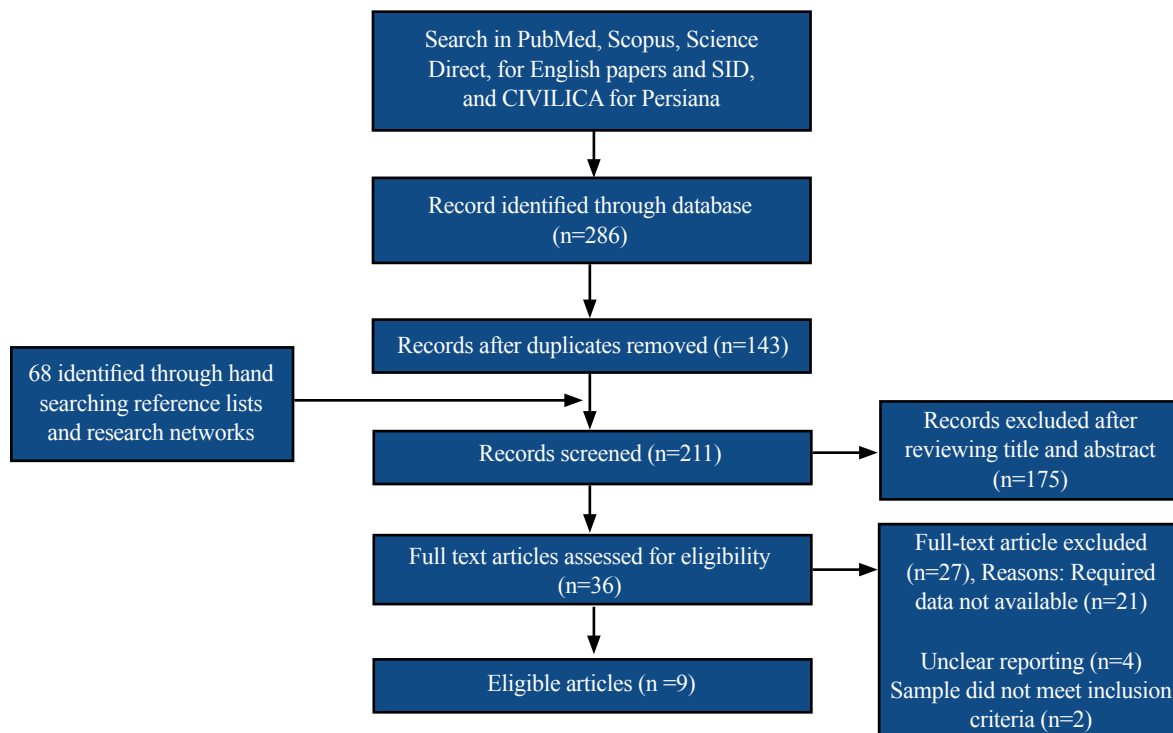 Search in PubMed, Scopus, Science
Direct, for English papers and SID,
and CIVILICA for Persiana
Record identified through database
(n=286)
Records after duplicates removed (n=143)
68 identified through hand
searching reference lists
and research networks
Records screened (n=211)
Records excluded after
reviewing title and abstract
(n=175)
Full text articles assessed for eligibility
(n=36)
Full-text article excluded
(n=27), Reasons: Required
data not available (n=21)
Unclear reporting (n=4)
Sample did not meet inclusion
criteria (n=2)
Eligible articles (n =9)